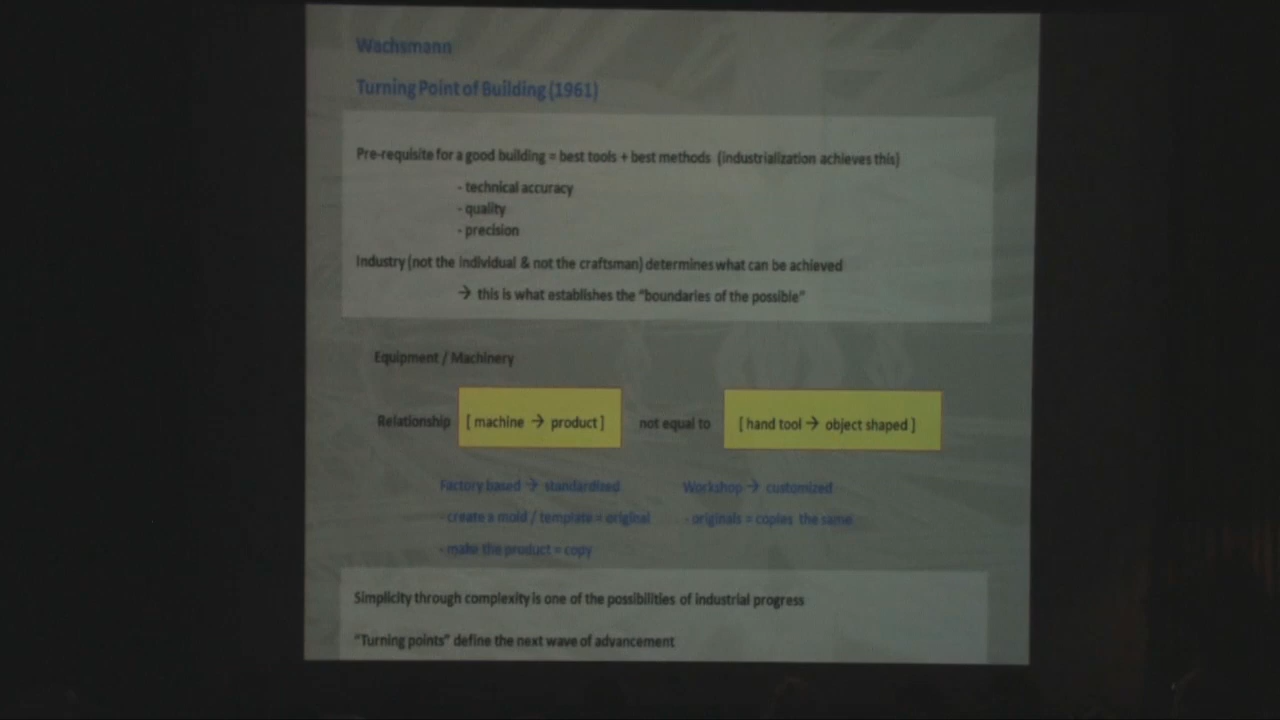 Wachsmann
Turning Point of Building (1961)
Pre-requisite for a good building = best tools + best methods (industrialization achieves this)
- technical accuracy
- quality
- precision
Industry (not the individual & not the craftsman) determines what can be achieved
→ this is what establishes the "boundaries of the possible"
Equipment / Machinery
Relationship [ machine → product ] not equal to [ hand tool → object shaped ]
Factory based → standardized Workshop → customized
- create a mold / template = original - originals = copies the same
- make the product = copy
Simplicity through complexity is one of the possibilities of industrial progress
"Turning points" define the next wave of advancement